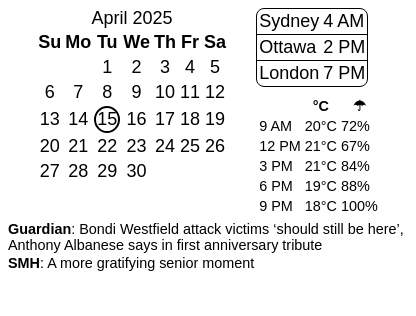 April 2025
Su Mo Tu We Th Fr Sa
1 2 3 4 5
6 7 8 9 10 11 12
13 14 15 16 17 18 19
20 21 22 23 24 25 26
27 28 29 30
Sydney 4 AM
Ottawa 2 PM
London 7 PM
°C ☂
9 AM 20°C 72%
12 PM 21°C 67%
3 PM 21°C 84%
6 PM 19°C 88%
9 PM 18°C 100%
Guardian: Bondi Westfield attack victims ‘should still be here’,
Anthony Albanese says in first anniversary tribute
SMH: A more gratifying senior moment